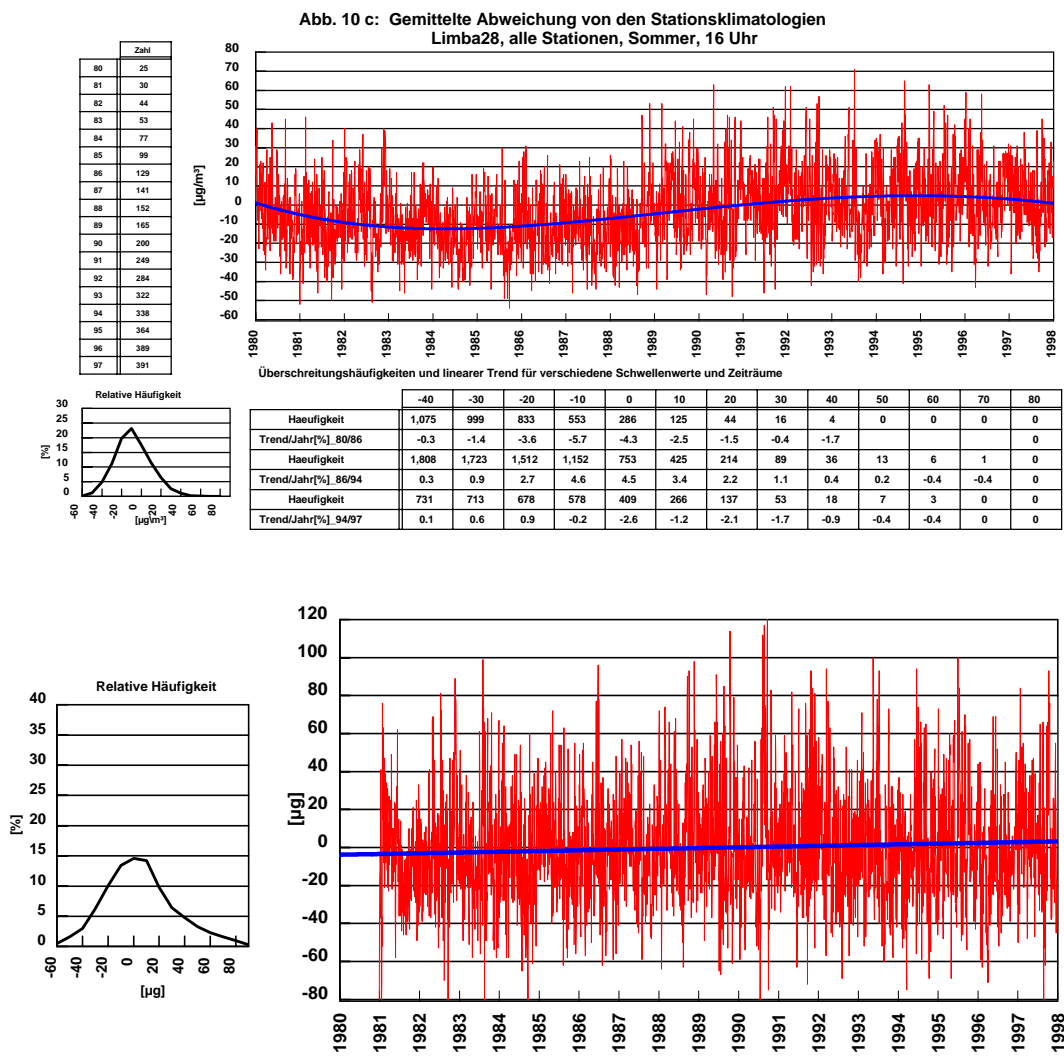 Abb. 10 c: Gemittelte Abweichung von den Stationsklimatologien
Limba28, alle Stationen, Sommer, 16 Uhr
Zahl
80 25
81 30
82 44
83 53
84 77
85 99
86 129
87 141
88 152
89 165
90 200
91 249
92 284
93 322
94 338
95 364
96 389
97 391
[µg/m³]
80
70
60
50
40
30
20
10
0
-10
-20
-30
-40
-50
-60
1980 1981 1982 1983 1984 1985 1986 1987 1988 1989 1990 1991 1992 1993 1994 1995 1996 1997 1998
Überschreitungshäufigkeiten und linearer Trend für verschiedene Schwellenwerte und Zeiträume
Relative Häufigkeit
[%]
30
25
20
15
10
5
0
-80 -40 0 40 80
[µg\m³]
-40 -30 -20 -10 0 10 20 30 40 50 60 70 80
Haeufigkeit 1,075 999 833 553 286 125 44 16 4 0 0 0 0
Trend/Jahr[%]_80/86 -0.3 -1.4 -3.6 -5.7 -4.3 -2.5 -1.5 -0.4 -1.7 0
Haeufigkeit 1,808 1,723 1,512 1,152 753 425 214 89 36 13 6 1 0
Trend/Jahr[%]_86/94 0.3 0.9 2.7 4.6 4.5 3.4 2.2 1.1 0.4 0.2 -0.4 -0.4 0
Haeufigkeit 731 713 678 578 409 266 137 53 18 7 3 0 0
Trend/Jahr[%]_94/97 0.1 0.6 0.9 -0.2 -2.6 -1.2 -2.1 -1.7 -0.9 -0.4 -0.4 0 0
Relative Häufigkeit
[%]
40
35
30
25
20
15
10
5
0
-60 -40 -20 0 20 40 60 80
[µg]
[µg]
120
100
80
60
40
20
0
-20
-40
-60
-80
1980 1981 1982 1983 1984 1985 1986 1987 1988 1989 1990 1991 1992 1993 1994 1995 1996 1997 1998